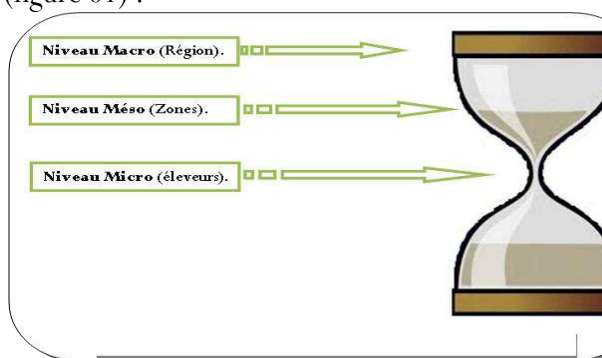 (figure 01) :
Niveau Macro (Région).
Niveau Méso (Zones).
Niveau Micro (éleveurs).